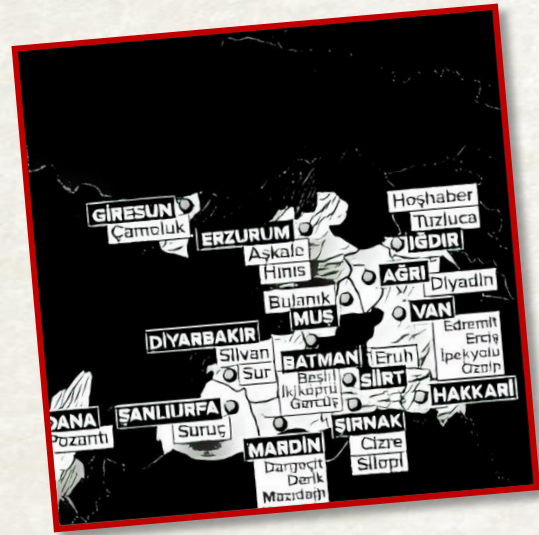 Hoşhaber
GİRESUN
Tuzluca
Çamoluk
ERZURUM
IĞDIR
Aşkale
Hınıs
AĞRI
Diyadin
Bulanık
MUŞ
VAN
DİYARBAKIR
Edremit
Erciş
İpekyolu
Özalp
Silvan
Sur
BATMAN
Eruh
Beşiri
İkiköprü
Gercüş
SİİRT
HAKKARİ
DANA
Pozantı
ŞANLIURFA
Suruç
ŞIRNAK
Cizre
Silopi
MARDİN
Dargeçit
Derik
Mazıdağı